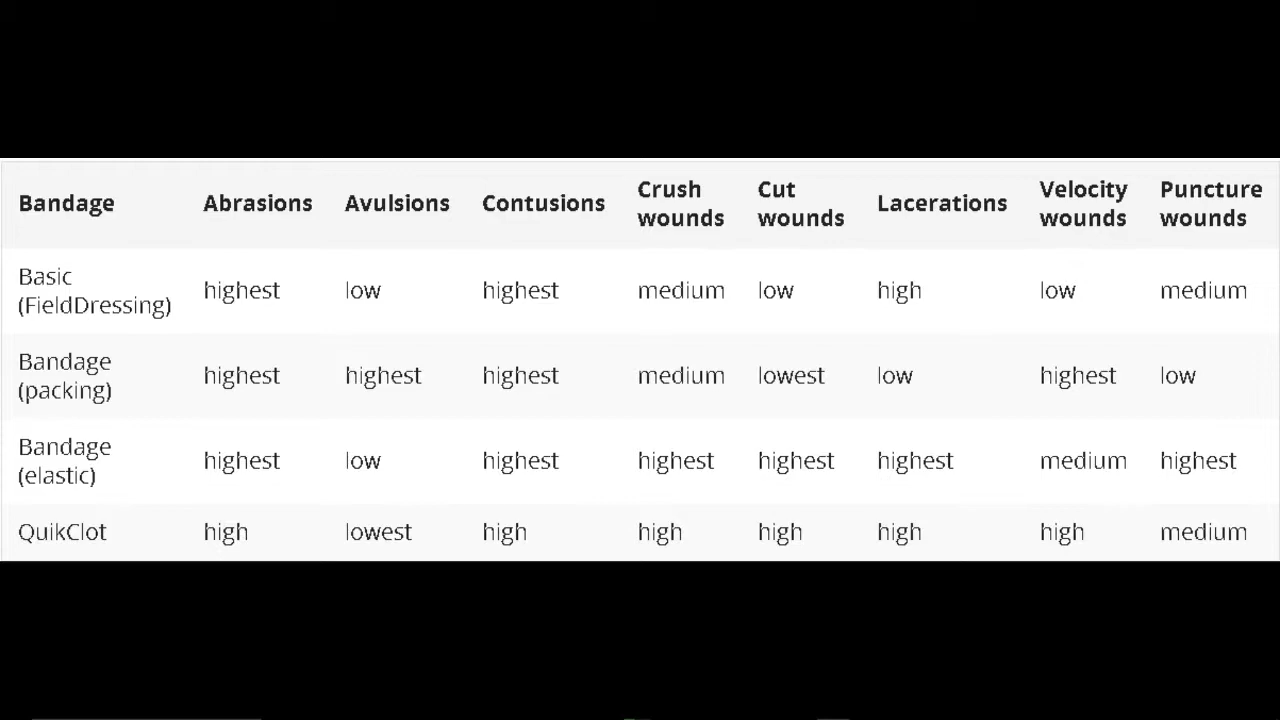 Bandage Abrasions Avulsions Contusions Crush wounds Cut wounds Lacerations Velocity wounds Puncture wounds
Basic (FieldDressing) highest low highest medium low high low medium
Bandage (packing) highest highest highest medium lowest low highest low
Bandage (elastic) highest low highest highest highest highest medium highest
QuikClot high lowest high high high high high medium